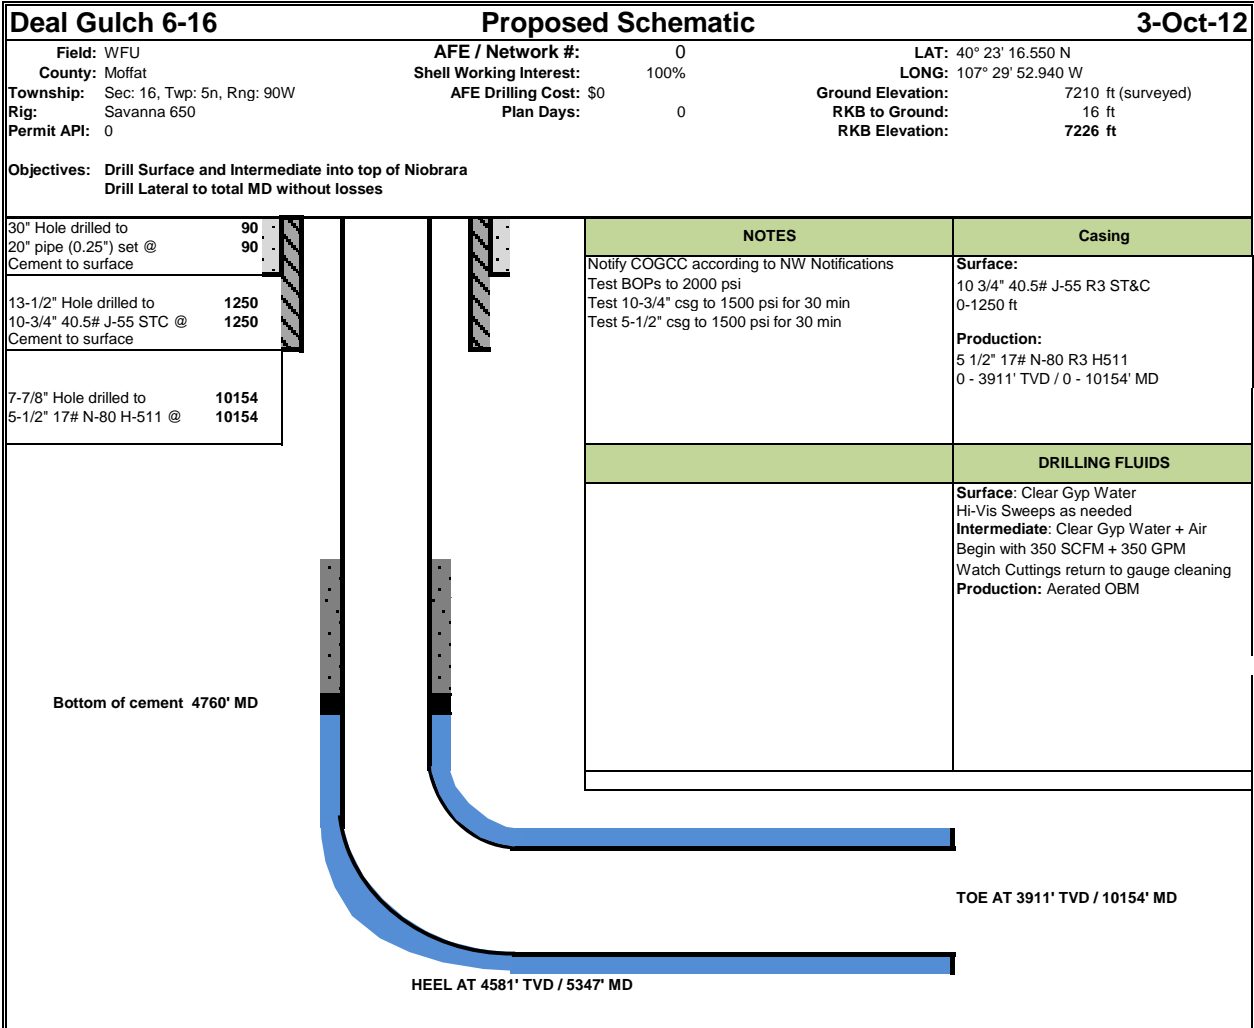 Deal Gulch 6-16 Proposed Schematic 3-Oct-12
Field: WFU AFE / Network #: 0 LAT: 40° 23' 16.550 N
County: Moffat Shell Working Interest: 100% LONG: 107° 29' 52.940 W
Township: Sec: 16, Twp: 5n, Rng: 90W AFE Drilling Cost: $0 Ground Elevation: 7210 ft (surveyed)
Rig: Savanna 650 Plan Days: 0 RKB to Ground: 16 ft
Permit API: 0 RKB Elevation: 7226 ft
Objectives: Drill Surface and Intermediate into top of Niobrara
Drill Lateral to total MD without losses
30" Hole drilled to 90
20" pipe (0.25") set @ 90
Cement to surface
13-1/2" Hole drilled to 1250
10-3/4" 40.5# J-55 STC @ 1250
Cement to surface
7-7/8" Hole drilled to 10154
5-1/2" 17# N-80 H-511 @ 10154
NOTES
Notify COGCC according to NW Notifications
Test BOPs to 2000 psi
Test 10-3/4" csg to 1500 psi for 30 min
Test 5-1/2" csg to 1500 psi for 30 min
Casing
Surface:
10 3/4" 40.5# J-55 R3 ST&C
0-1250 ft
Production:
5 1/2" 17# N-80 R3 H511
0 - 3911' TVD / 0 - 10154' MD
DRILLING FLUIDS
Surface: Clear Gyp Water
Hi-Vis Sweeps as needed
Intermediate: Clear Gyp Water + Air
Begin with 350 SCFM + 350 GPM
Watch Cuttings return to gauge cleaning
Production: Aerated OBM
Bottom of cement 4760' MD
TOE AT 3911' TVD / 10154' MD
HEEL AT 4581' TVD / 5347' MD